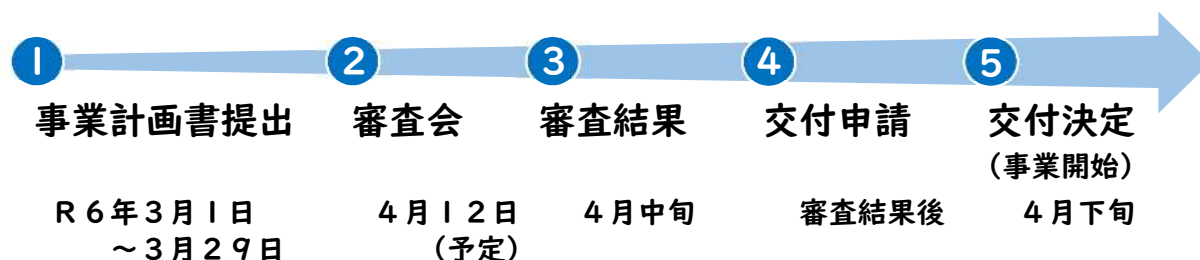 1 2 3 4 5
事業計画書提出 審査会 審査結果 交付申請 交付決定
(事業開始)
R6年3月1日 4月12日 4月中旬 審査結果後 4月下旬
~3月29日 (予定)